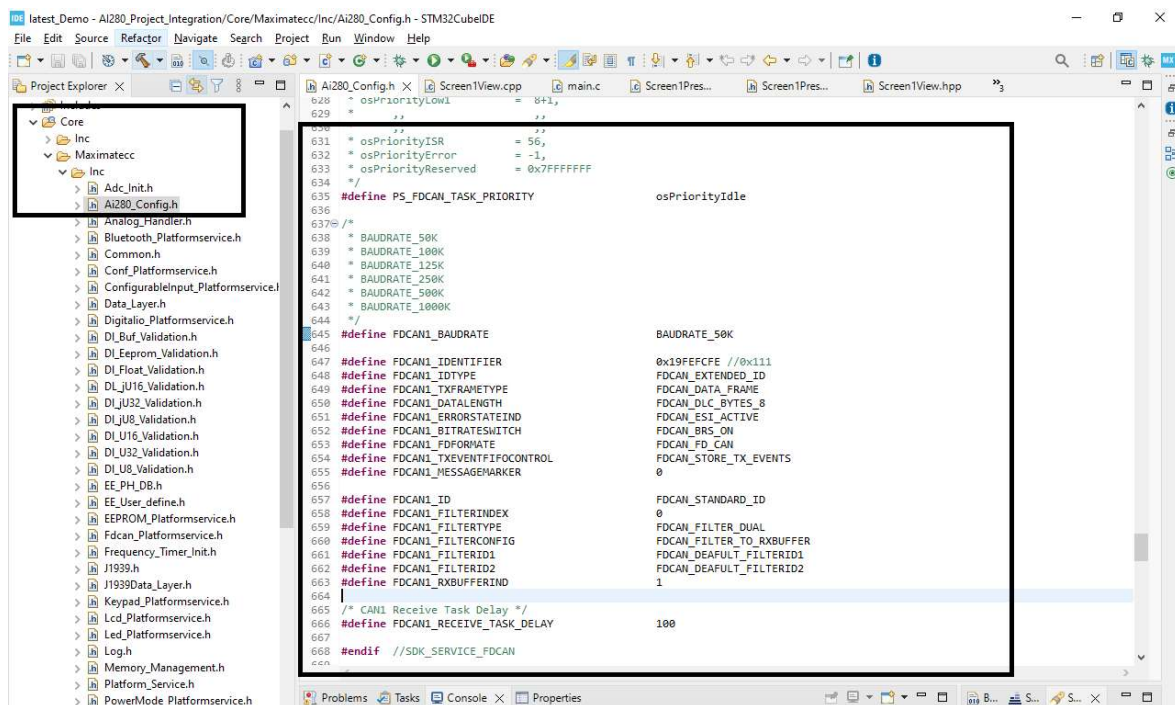 latest_Demo - AI280_Project_Integration/Core/Maximatecc/Inc/Ai280_Config.h - STM32CubeIDE
File Edit Source Refactor Navigate Search Project Run Window Help
Project Explorer
Ai280_Config.h Screen1View.cpp main.c Screen1Pres... Screen1Pres... Screen1View.hpp »3
Includes
Core
Inc
Maximatecc
Inc
Adc_Init.h
Ai280_Config.h
Analog_Handler.h
Bluetooth_Platformservice.h
Common.h
Conf_Platformservice.h
ConfigurableInput_Platformservice.h
Data_Layer.h
Digitalio_Platformservice.h
DI_Buf_Validation.h
DI_Eeprom_Validation.h
DI_Float_Validation.h
DL_jU16_Validation.h
DI_jU32_Validation.h
DI_jU8_Validation.h
DI_U16_Validation.h
DI_U32_Validation.h
DI_U8_Validation.h
EE_PH_DB.h
EE_User_define.h
EEPROM_Platformservice.h
Fdcan_Platformservice.h
Frequency_Timer_Init.h
J1939.h
J1939Data_Layer.h
Keypad_Platformservice.h
Lcd_Platformservice.h
Led_Platformservice.h
Log.h
Memory_Management.h
Platform_Service.h
PowerMode_Platformservice.h
628 * osPriorityLow1 = 8+1,
629 * ,, ,,
630 ,, ,,
631 * osPriorityISR = 56,
632 * osPriorityError = -1,
633 * osPriorityReserved = 0x7FFFFFFF
634 */
635 #define PS_FDCAN_TASK_PRIORITY osPriorityIdle
636
637 /*
638 * BAUDRATE_50K
639 * BAUDRATE_100K
640 * BAUDRATE_125K
641 * BAUDRATE_250K
642 * BAUDRATE_500K
643 * BAUDRATE_1000K
644 */
645 #define FDCAN1_BAUDRATE BAUDRATE_50K
646
647 #define FDCAN1_IDENTIFIER 0x19FEFCFE //0x111
648 #define FDCAN1_IDTYPE FDCAN_EXTENDED_ID
649 #define FDCAN1_TXFRAMETYPE FDCAN_DATA_FRAME
650 #define FDCAN1_DATALENGTH FDCAN_DLC_BYTES_8
651 #define FDCAN1_ERRORSTATEIND FDCAN_ESI_ACTIVE
652 #define FDCAN1_BITRATESWITCH FDCAN_BRS_ON
653 #define FDCAN1_FDFORMATE FDCAN_FD_CAN
654 #define FDCAN1_TXEVENTFIFOCONTROL FDCAN_STORE_TX_EVENTS
655 #define FDCAN1_MESSAGEMARKER 0
656
657 #define FDCAN1_ID FDCAN_STANDARD_ID
658 #define FDCAN1_FILTERINDEX 0
659 #define FDCAN1_FILTERTYPE FDCAN_FILTER_DUAL
660 #define FDCAN1_FILTERCONFIG FDCAN_FILTER_TO_RXBUFFER
661 #define FDCAN1_FILTERID1 FDCAN_DEAFULT_FILTERID1
662 #define FDCAN1_FILTERID2 FDCAN_DEAFULT_FILTERID2
663 #define FDCAN1_RXBUFFERIND 1
664
665 /* CAN1 Receive Task Delay */
666 #define FDCAN1_RECEIVE_TASK_DELAY 100
667
668 #endif //SDK_SERVICE_FDCAN
669
Problems Tasks Console Properties B... S... S...